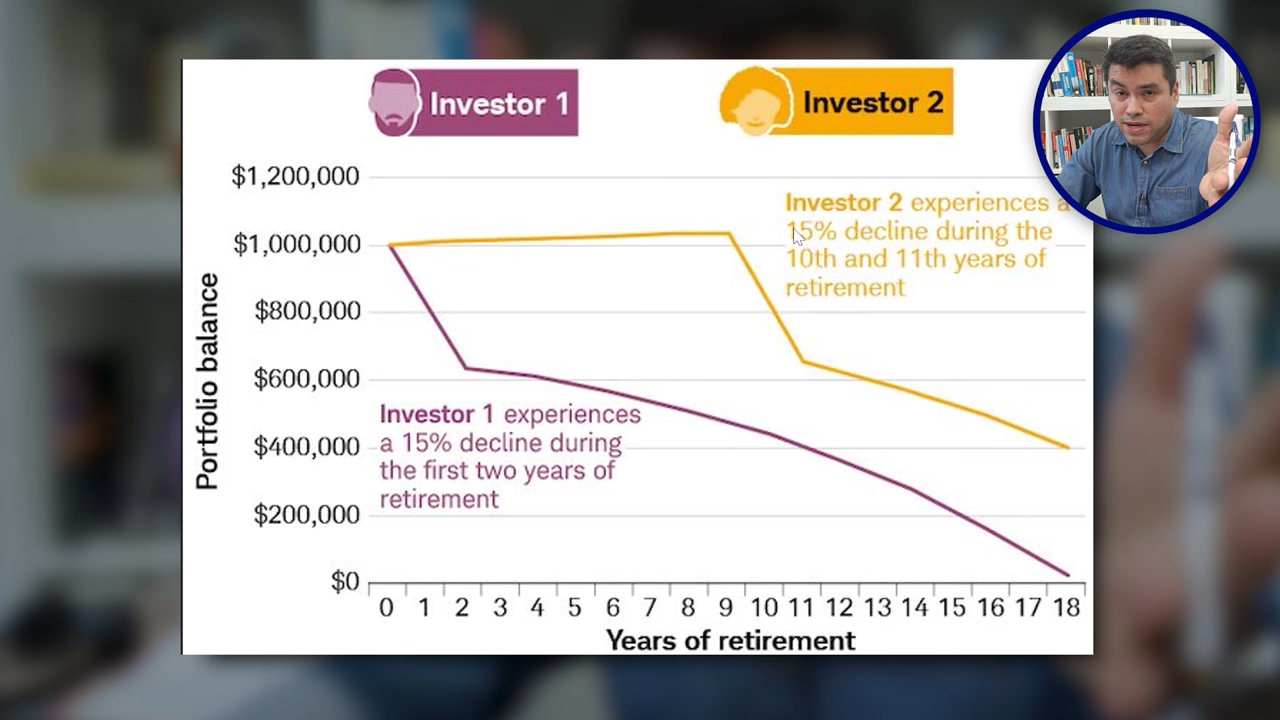 Investor 1
Investor 2
$1,200,000
$1,000,000
$800,000
$600,000
$400,000
$200,000
$0
Portfolio balance
Investor 2 experiences a
15% decline during the
10th and 11th years of
retirement
Investor 1 experiences
a 15% decline during
the first two years of
retirement
0 1 2 3 4 5 6 7 8 9 10 11 12 13 14 15 16 17 18
Years of retirement